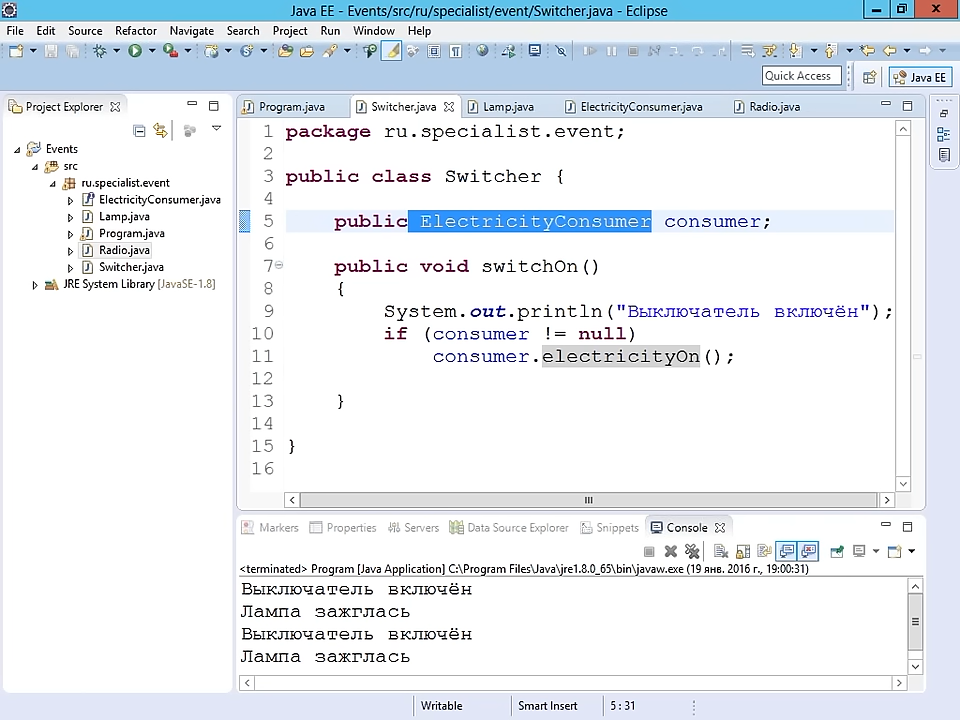 Java EE - Events/src/ru/specialist/event/Switcher.java - Eclipse
File Edit Source Refactor Navigate Search Project Run Window Help
Quick Access
Java EE
Project Explorer
Events
src
ru.specialist.event
ElectricityConsumer.java
Lamp.java
Program.java
Radio.java
Switcher.java
JRE System Library [JavaSE-1.8]
Program.java Switcher.java Lamp.java ElectricityConsumer.java Radio.java
1 package ru.specialist.event;
2
3 public class Switcher {
4
5 public ElectricityConsumer consumer;
6
7 public void switchOn()
8 {
9 System.out.println("Выключатель включён");
10 if (consumer != null)
11 consumer.electricityOn();
12
13 }
14
15 }
16
Markers Properties Servers Data Source Explorer Snippets Console
<terminated> Program [Java Application] C:\Program Files\Java\jre1.8.0_65\bin\javaw.exe (19 янв. 2016 г., 19:00:31)
Выключатель включён
Лампа зажглась
Выключатель включён
Лампа зажглась
Writable Smart Insert 5 : 31